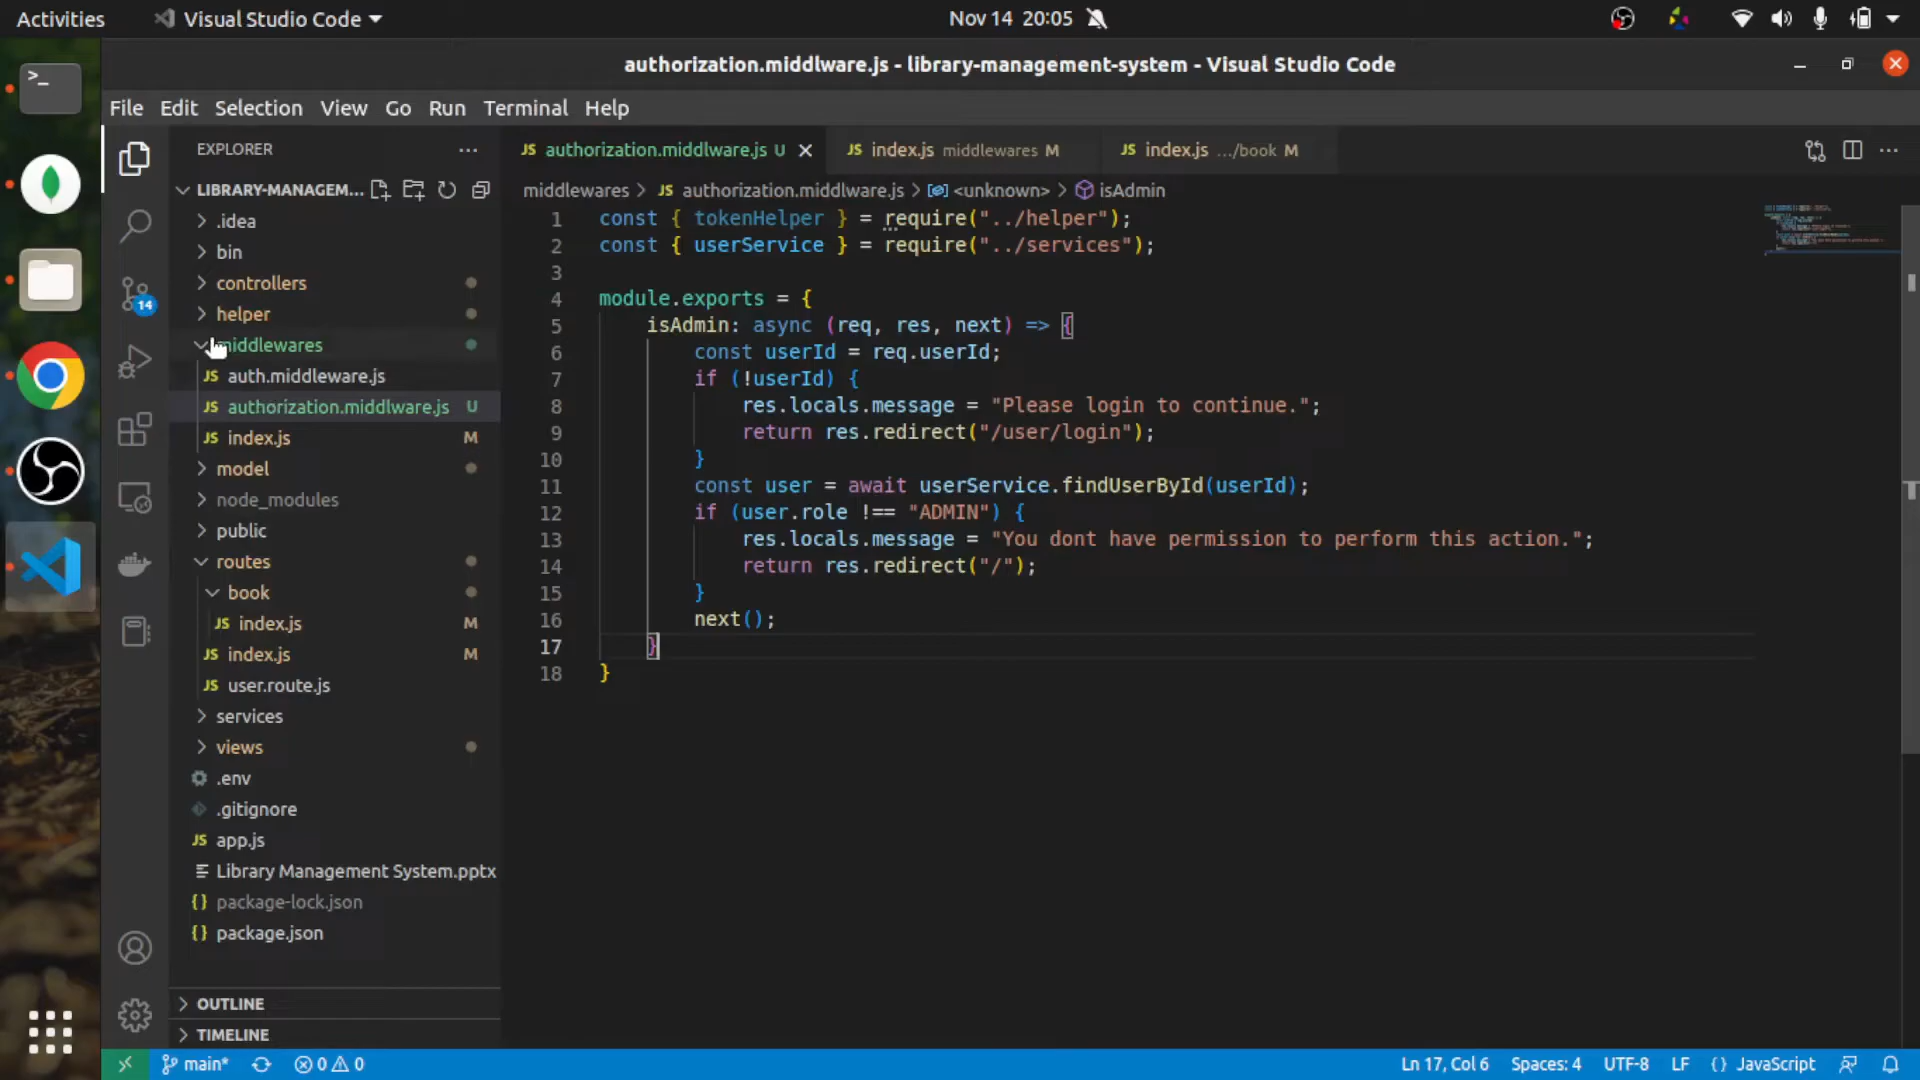 Activities
Visual Studio Code
Nov 14 20:05
authorization.middlware.js - library-management-system - Visual Studio Code
File Edit Selection View Go Run Terminal Help
EXPLORER
LIBRARY-MANAGEM...
.idea
bin
controllers
helper
middlewares
JS auth.middleware.js
JS authorization.middlware.js U
JS index.js M
model
node_modules
public
routes
book
JS index.js M
JS index.js M
JS user.route.js
services
views
.env
.gitignore
JS app.js
Library Management System.pptx
{} package-lock.json
{} package.json
OUTLINE
TIMELINE
14
JS authorization.middlware.js U
JS index.js middlewares M
JS index.js .../book M
middlewares > JS authorization.middlware.js > <unknown> > isAdmin
1 const { tokenHelper } = require("../helper");
2 const { userService } = require("../services");
3
4 module.exports = {
5 isAdmin: async (req, res, next) => {
6 const userId = req.userId;
7 if (!userId) {
8 res.locals.message = "Please login to continue.";
9 return res.redirect("/user/login");
10 }
11 const user = await userService.findUserById(userId);
12 if (user.role !== "ADMIN") {
13 res.locals.message = "You dont have permission to perform this action.";
14 return res.redirect("/");
15 }
16 next();
17 }
18 }
main* 0 0
Ln 17, Col 6 Spaces: 4 UTF-8 LF {} JavaScript